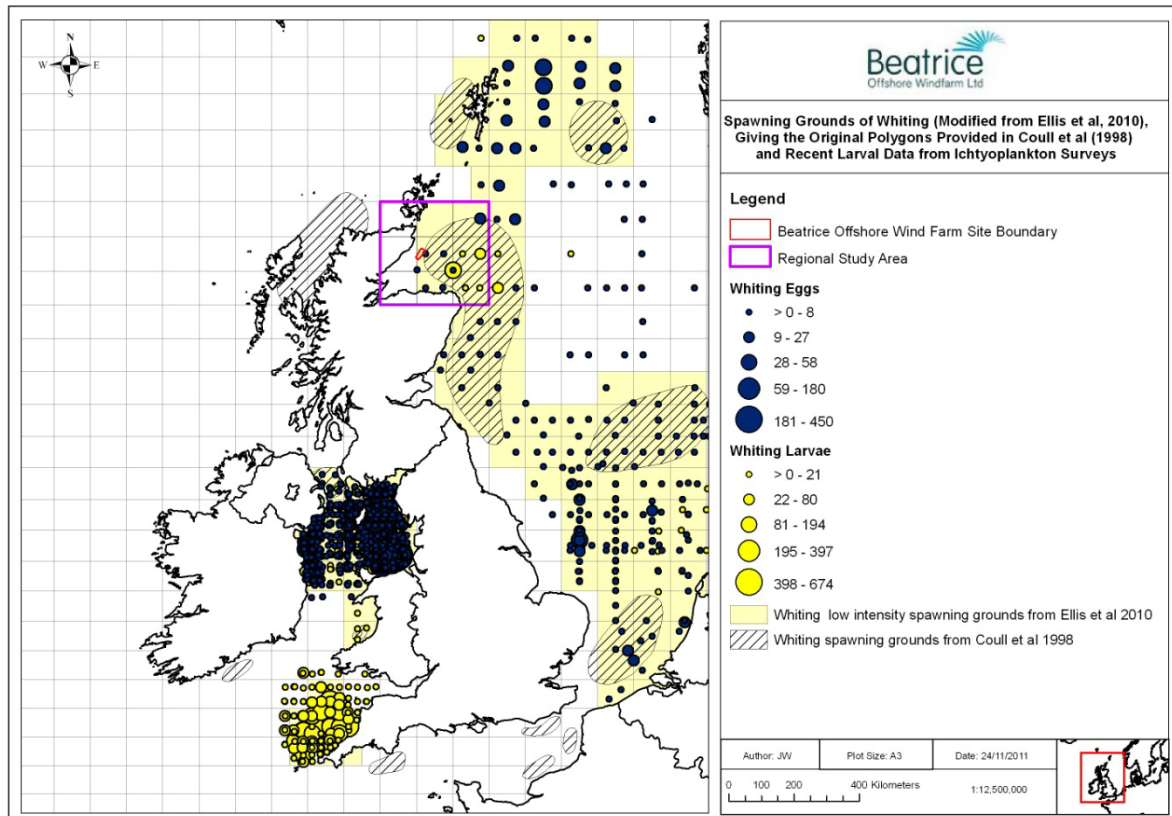 N
W E
S
Beatrice
Offshore Windfarm Ltd
Spawning Grounds of Whiting (Modified from Ellis et al, 2010),
Giving the Original Polygons Provided in Coull et al (1998)
and Recent Larval Data from Ichtyoplankton Surveys
Legend
Beatrice Offshore Wind Farm Site Boundary
Regional Study Area
Whiting Eggs
> 0 - 8
9 - 27
28 - 58
59 - 180
181 - 450
Whiting Larvae
> 0 - 21
22 - 80
81 - 194
195 - 397
398 - 674
Whiting low intensity spawning grounds from Ellis et al 2010
Whiting spawning grounds from Coull et al 1998
Author: JW Plot Size: A3 Date: 24/11/2011
0 100 200 400 Kilometers
1:12,500,000